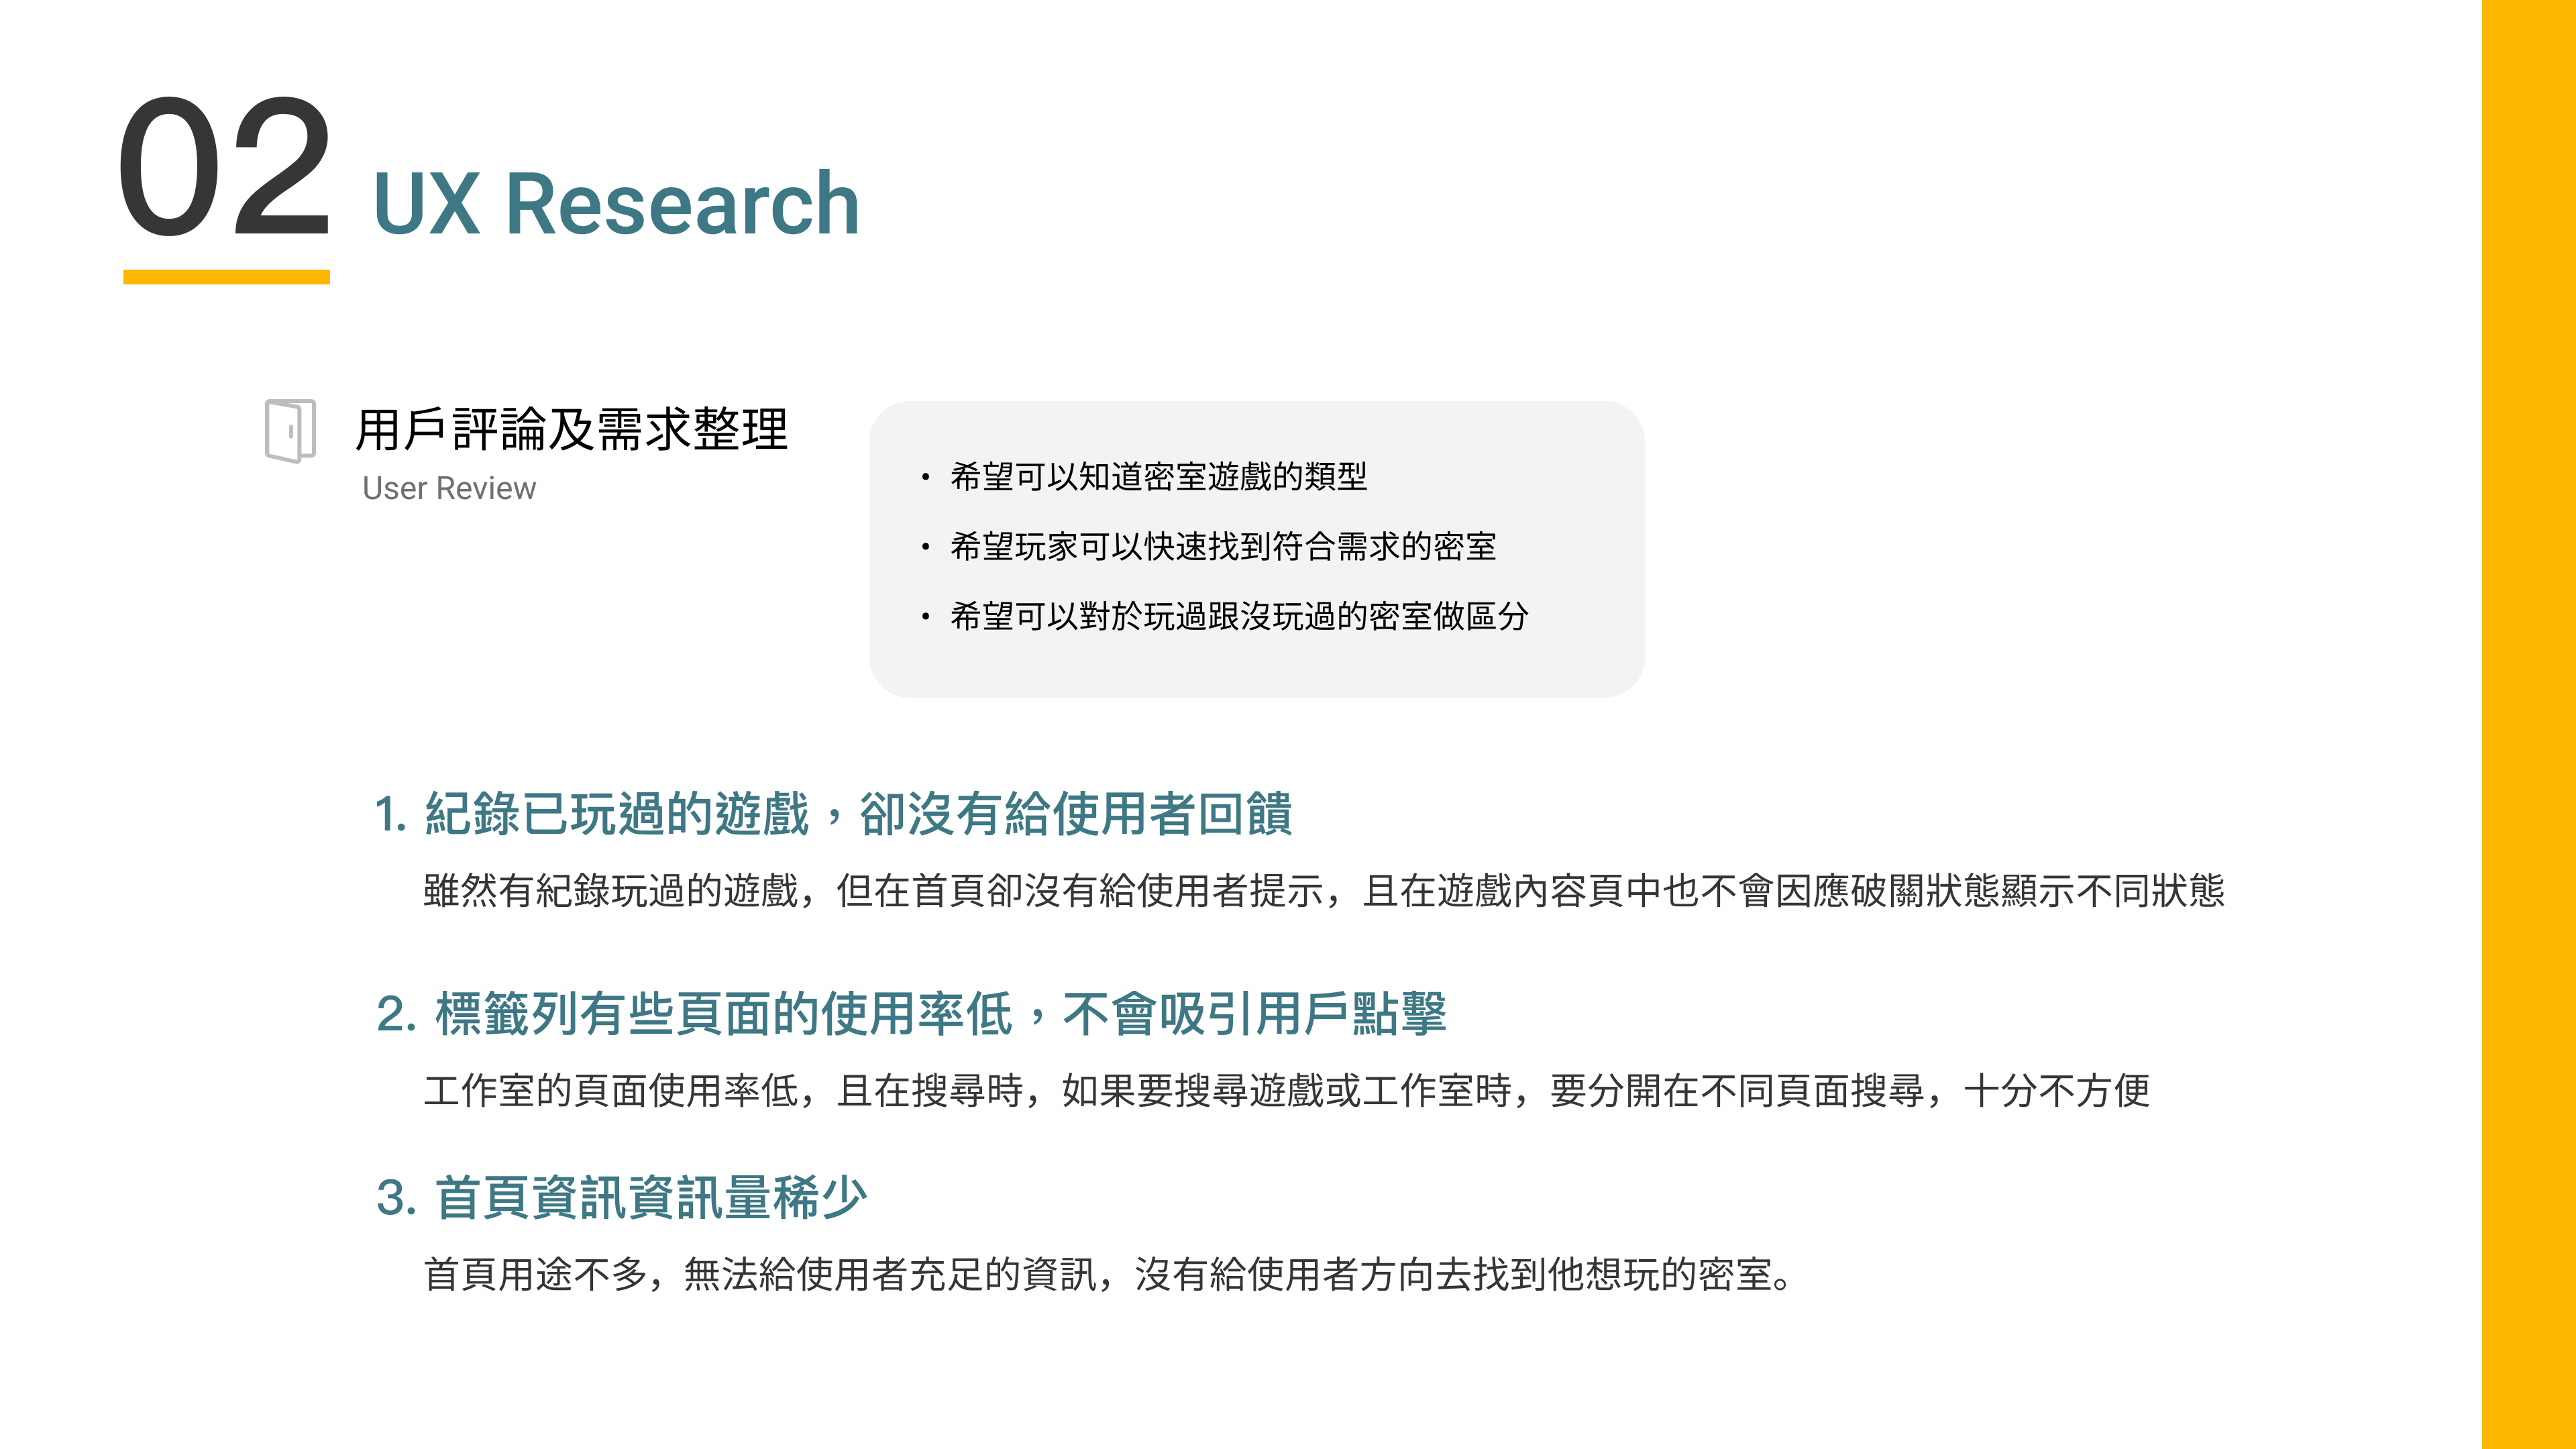 02 UX Research
用戶評論及需求整理
User Review
• 希望可以知道密室遊戲的類型
• 希望玩家可以快速找到符合需求的密室
• 希望可以對於玩過跟沒玩過的密室做區分
1. 紀錄已玩過的遊戲，卻沒有給使用者回饋
雖然有紀錄玩過的遊戲，但在首頁卻沒有給使用者提示，且在遊戲內容頁中也不會因應破關狀態顯示不同狀態
2. 標籤列有些頁面的使用率低，不會吸引用戶點擊
工作室的頁面使用率低，且在搜尋時，如果要搜尋遊戲或工作室時，要分開在不同頁面搜尋，十分不方便
3. 首頁資訊資訊量稀少
首頁用途不多，無法給使用者充足的資訊，沒有給使用者方向去找到他想玩的密室。